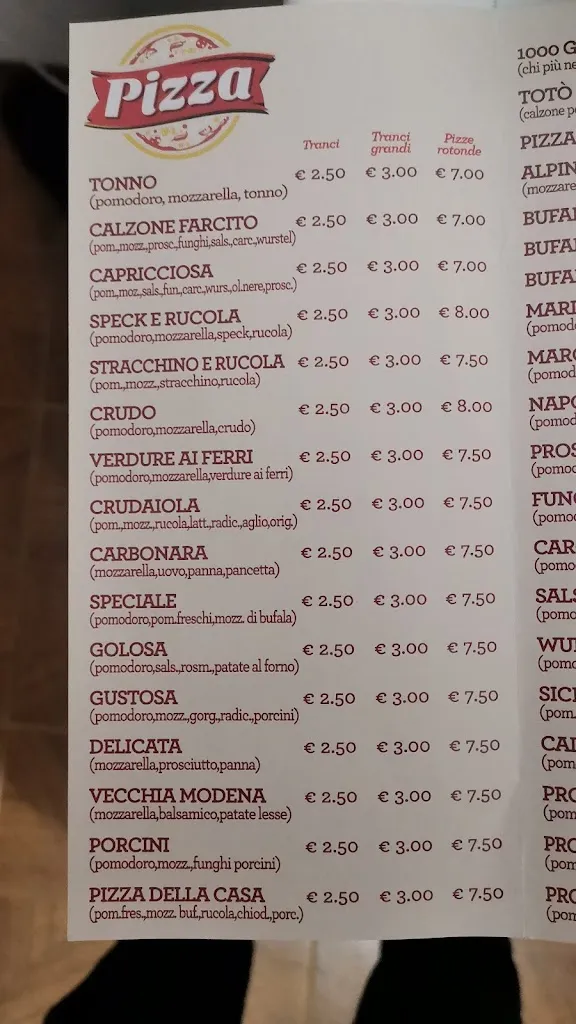 Pizza
Tranci Tranci grandi Pizze rotonde
TONNO € 2.50 € 3.00 € 7.00
(pomodoro, mozzarella, tonno)
CALZONE FARCITO € 2.50 € 3.00 € 7.00
(pom.,mozz.,prosc.,funghi,sals.,carc.,wurstel)
CAPRICCIOSA € 2.50 € 3.00 € 7.00
(pom.,moz.,sals.,fun.,carc.,wurs.,ol.nere,prosc.)
SPECK E RUCOLA € 2.50 € 3.00 € 8.00
(pomodoro,mozzarella,speck,rucola)
STRACCHINO E RUCOLA € 2.50 € 3.00 € 7.50
(pom.,mozz.,stracchino,rucola)
CRUDO € 2.50 € 3.00 € 8.00
(pomodoro,mozzarella,crudo)
VERDURE AI FERRI € 2.50 € 3.00 € 7.50
(pomodoro,mozzarella,verdure ai ferri)
CRUDAIOLA € 2.50 € 3.00 € 7.50
(pom.,mozz.,rucola,latt.,radic.,aglio,orig.)
CARBONARA € 2.50 € 3.00 € 7.50
(mozzarella,uovo,panna,pancetta)
SPECIALE € 2.50 € 3.00 € 7.50
(pomodoro,pom.freschi,mozz. di bufala)
GOLOSA € 2.50 € 3.00 € 7.50
(pomodoro,sals.,rosm.,patate al forno)
GUSTOSA € 2.50 € 3.00 € 7.50
(pomodoro,mozz.,gorg.,radic.,porcini)
DELICATA € 2.50 € 3.00 € 7.50
(mozzarella,prosciutto,panna)
VECCHIA MODENA € 2.50 € 3.00 € 7.50
(mozzarella,balsamico,patate lesse)
PORCINI € 2.50 € 3.00 € 7.50
(pomodoro,mozz.,funghi porcini)
PIZZA DELLA CASA € 2.50 € 3.00 € 7.50
(pom.fres.,mozz. buf.,rucola,chiod.,porc.)
1000 G
(chi più ne
TOTÒ
(calzone
PIZZA